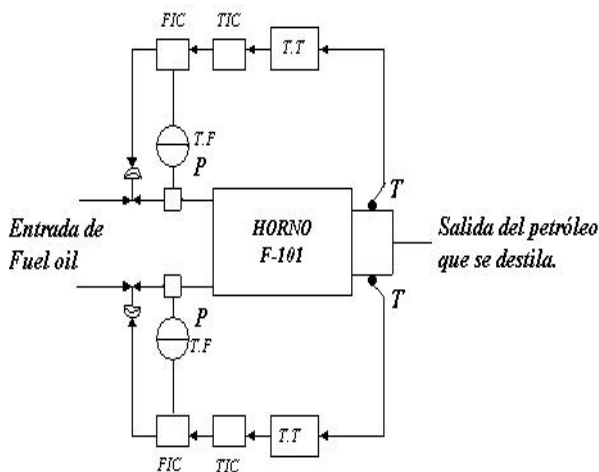 FIC
TIC
T.T
T.F
P
T
Entrada de
Fuel oil
HORNO
F-101
Salida del petróleo
que se destila.
P
T
T.F
T.T
FIC
TIC